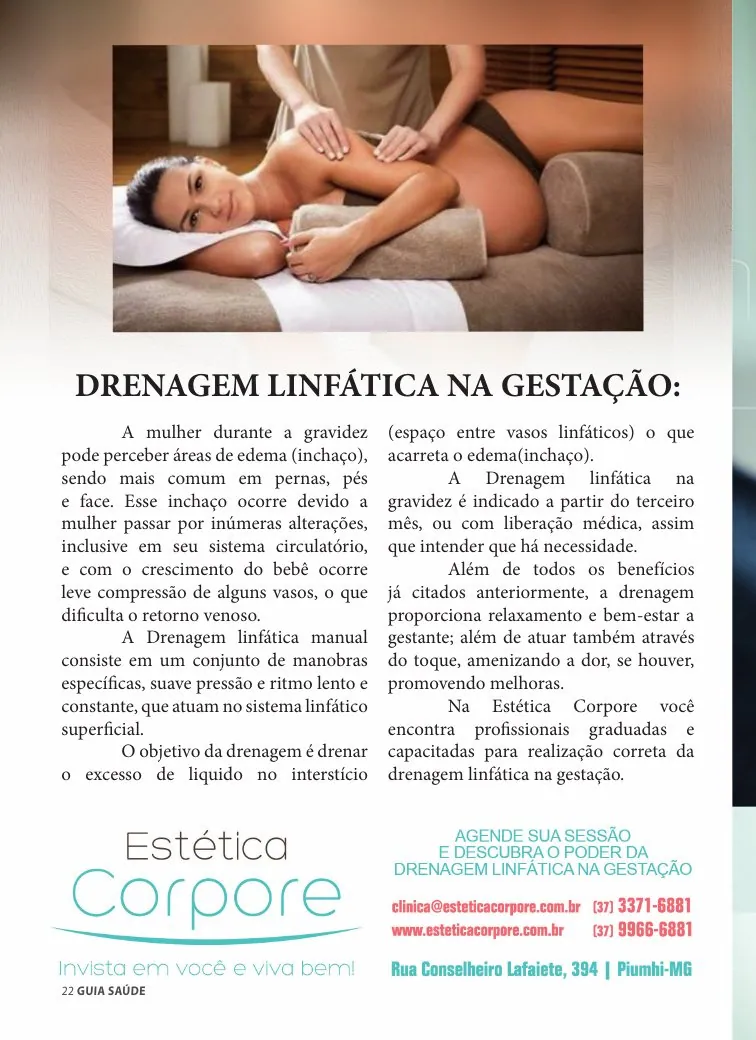 DRENAGEM LINFÁTICA NA GESTAÇÃO:
A mulher durante a gravidez
pode perceber áreas de edema (inchaço),
sendo mais comum em pernas, pés
e face. Esse inchaço ocorre devido a
mulher passar por inúmeras alterações,
inclusive em seu sistema circulatório,
e com o crescimento do bebê ocorre
leve compressão de alguns vasos, o que
dificulta o retorno venoso.
A Drenagem linfática manual
consiste em um conjunto de manobras
específicas, suave pressão e ritmo lento e
constante, que atuam no sistema linfático
superficial.
O objetivo da drenagem é drenar
o excesso de liquido no interstício
(espaço entre vasos linfáticos) o que
acarreta o edema(inchaço).
A Drenagem linfática na
gravidez é indicado a partir do terceiro
mês, ou com liberação médica, assim
que intender que há necessidade.
Além de todos os benefícios
já citados anteriormente, a drenagem
proporciona relaxamento e bem-estar a
gestante; além de atuar também através
do toque, amenizando a dor, se houver,
promovendo melhoras.
Na Estética Corpore você
encontra profissionais graduadas e
capacitadas para realização correta da
drenagem linfática na gestação.
Estética
Corpore
Invista em você e viva bem!
AGENDE SUA SESSÃO
E DESCUBRA O PODER DA
DRENAGEM LINFÁTICA NA GESTAÇÃO
clinica@esteticacorpore.com.br (37) 3371-6881
www.esteticacorpore.com.br (37) 9966-6881
Rua Conselheiro Lafaiete, 394 | Piumhi-MG
22 GUIA SAÚDE